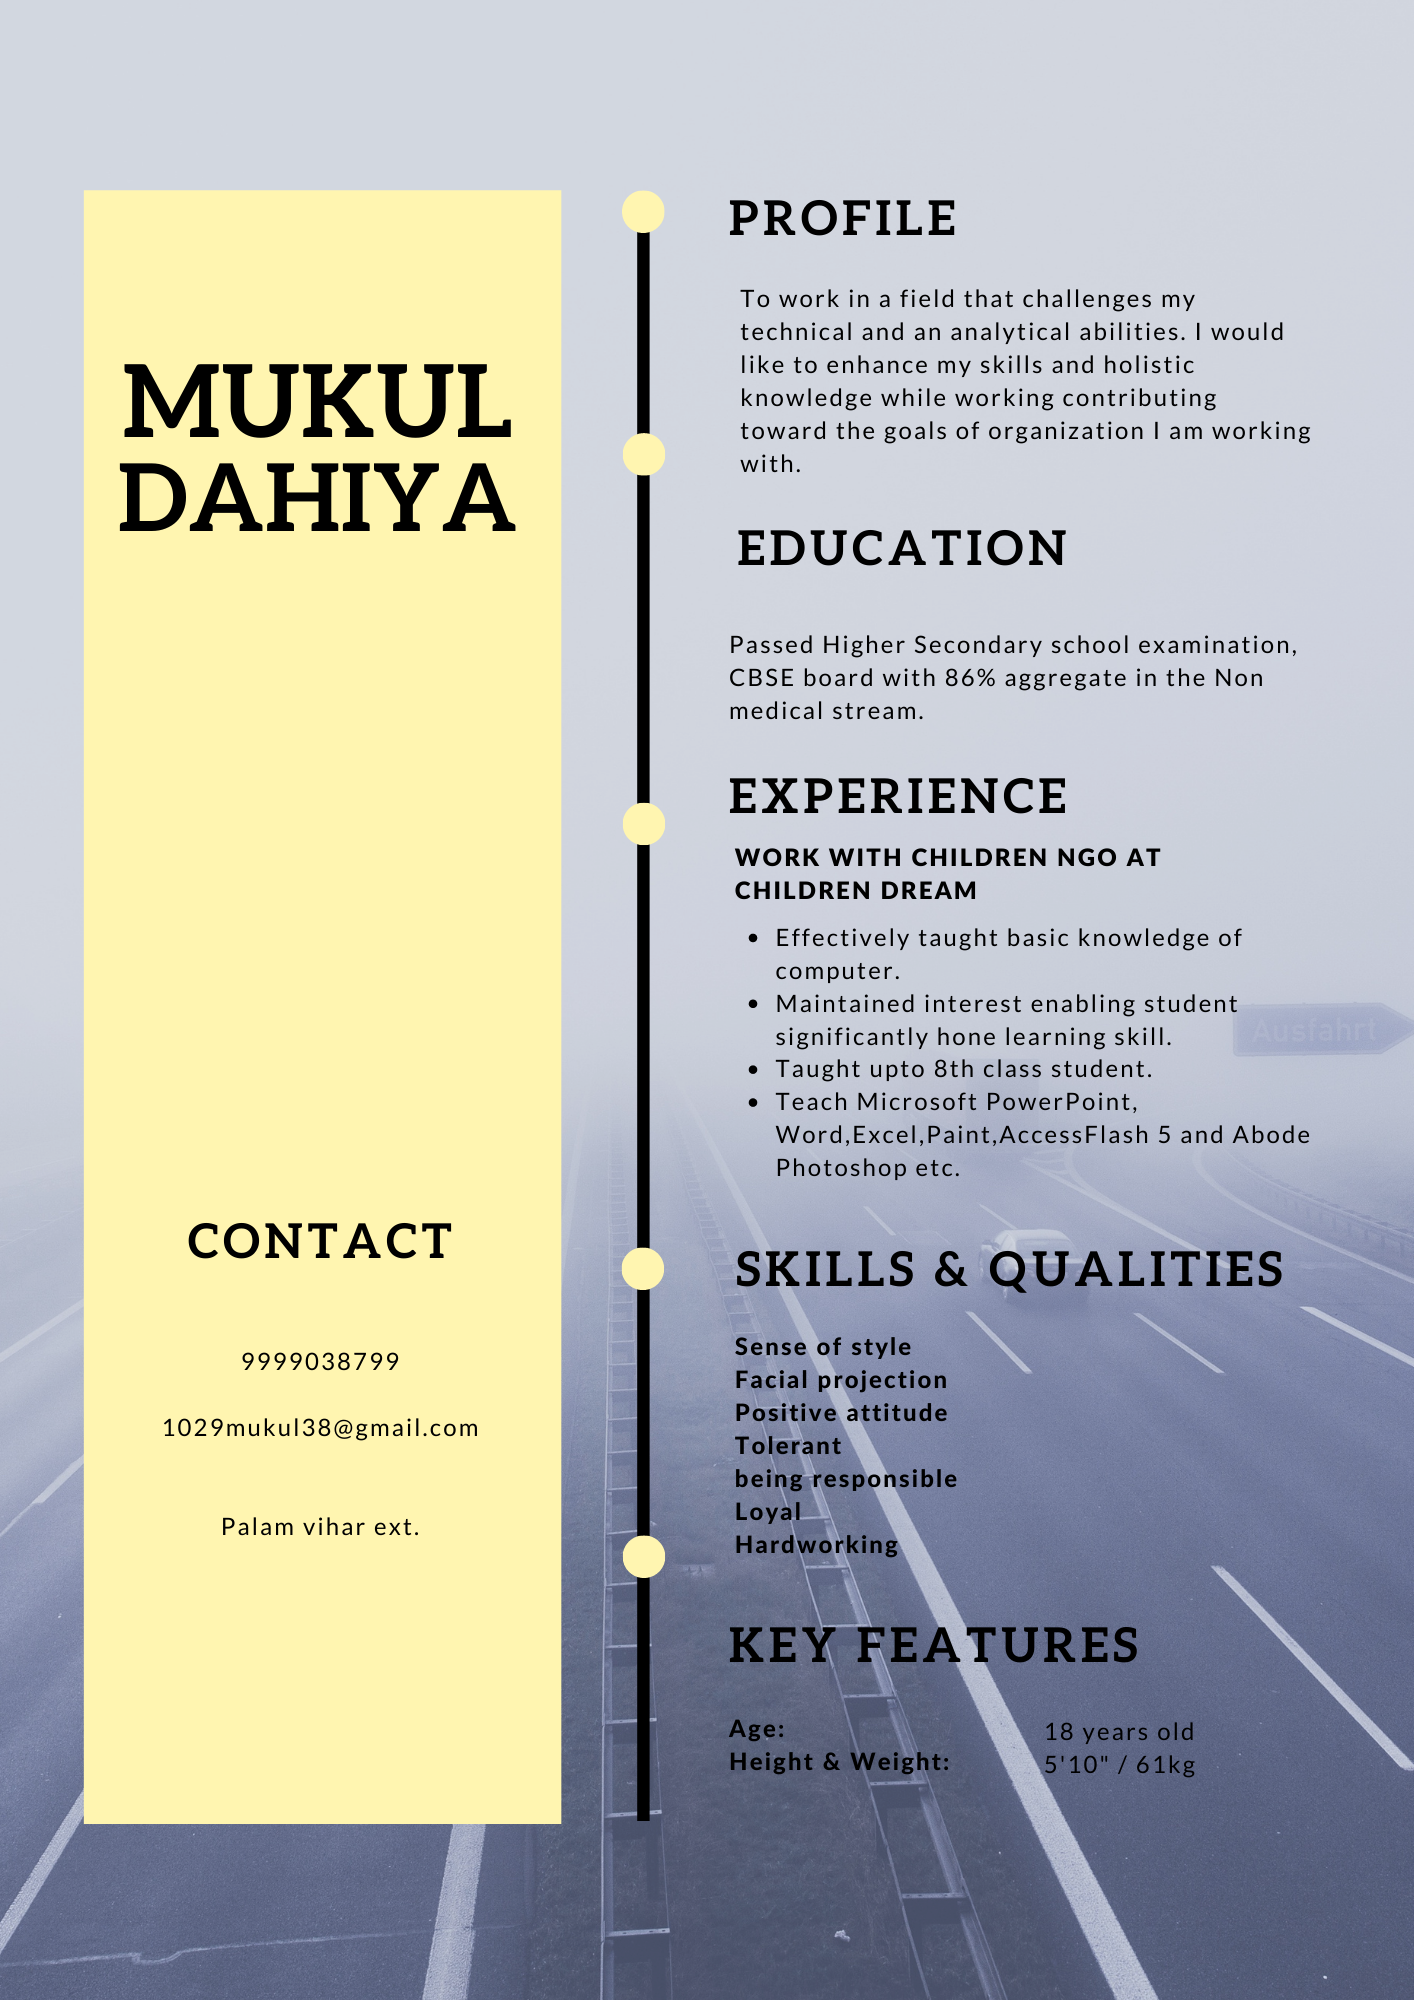 MUKUL
DAHIYA
CONTACT
9999038799
1029mukul38@gmail.com
Palam vihar ext.
PROFILE
To work in a field that challenges my
technical and an analytical abilities. I would
like to enhance my skills and holistic
knowledge while working contributing
toward the goals of organization I am working
with.
EDUCATION
Passed Higher Secondary school examination,
CBSE board with 86% aggregate in the Non
medical stream.
EXPERIENCE
WORK WITH CHILDREN NGO AT
CHILDREN DREAM
• Effectively taught basic knowledge of
computer.
• Maintained interest enabling student
significantly hone learning skill.
• Taught upto 8th class student.
• Teach Microsoft PowerPoint,
Word,Excel,Paint,AccessFlash 5 and Abode
Photoshop etc.
Ausfahrt
SKILLS & QUALITIES
Sense of style
Facial projection
Positive attitude
Tolerant
being responsible
Loyal
Hardworking
KEY FEATURES
Age: 18 years old
Height & Weight: 5'10" / 61kg